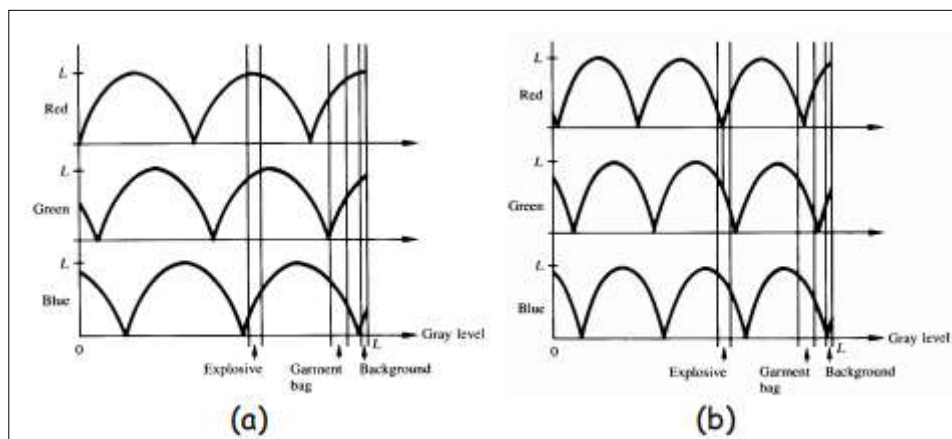 L
Red
L
Green
L
Blue
0
Gray level
L
Explosive
Garment
bag
Background
(a)
L
Red
L
Green
L
Blue
0
Gray level
L
Explosive
Garment
bag
Background
(b)